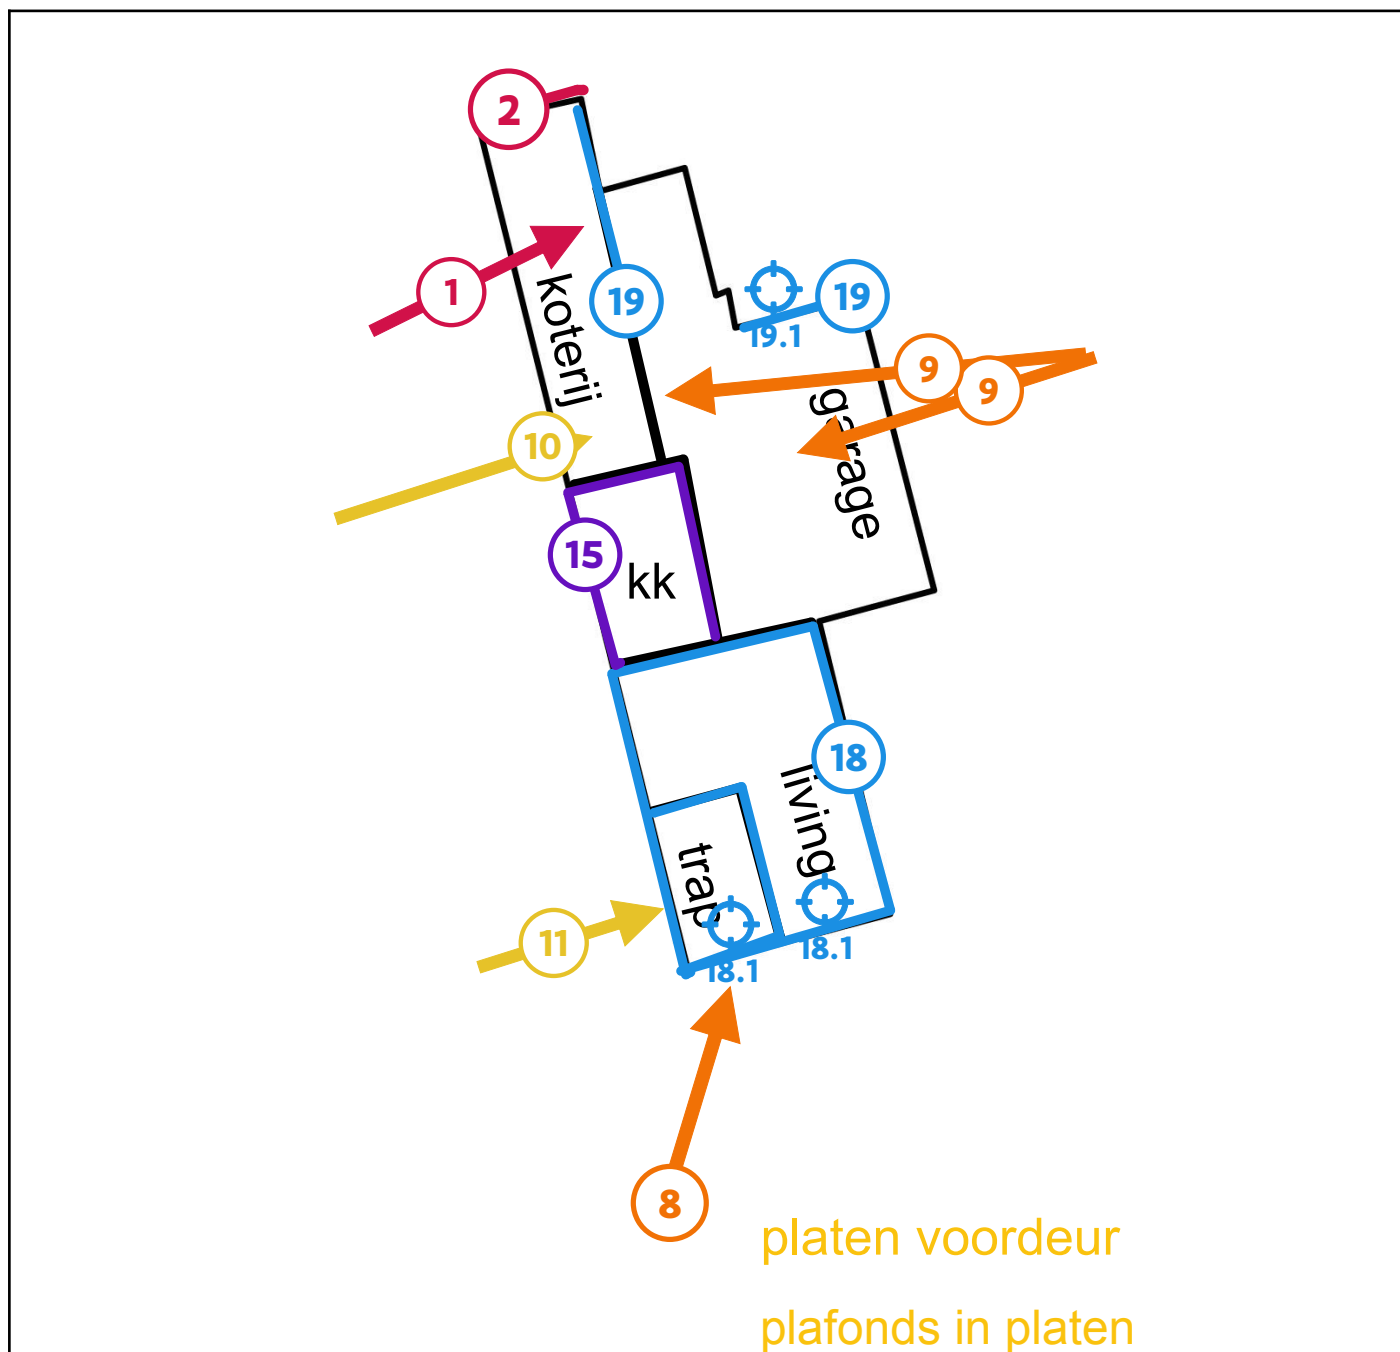 2
1
koterij
19
19
19.1
9
9
garage
10
15
kk
18
living
trap
18.1
18.1
11
8
platen voordeur
plafonds in platen